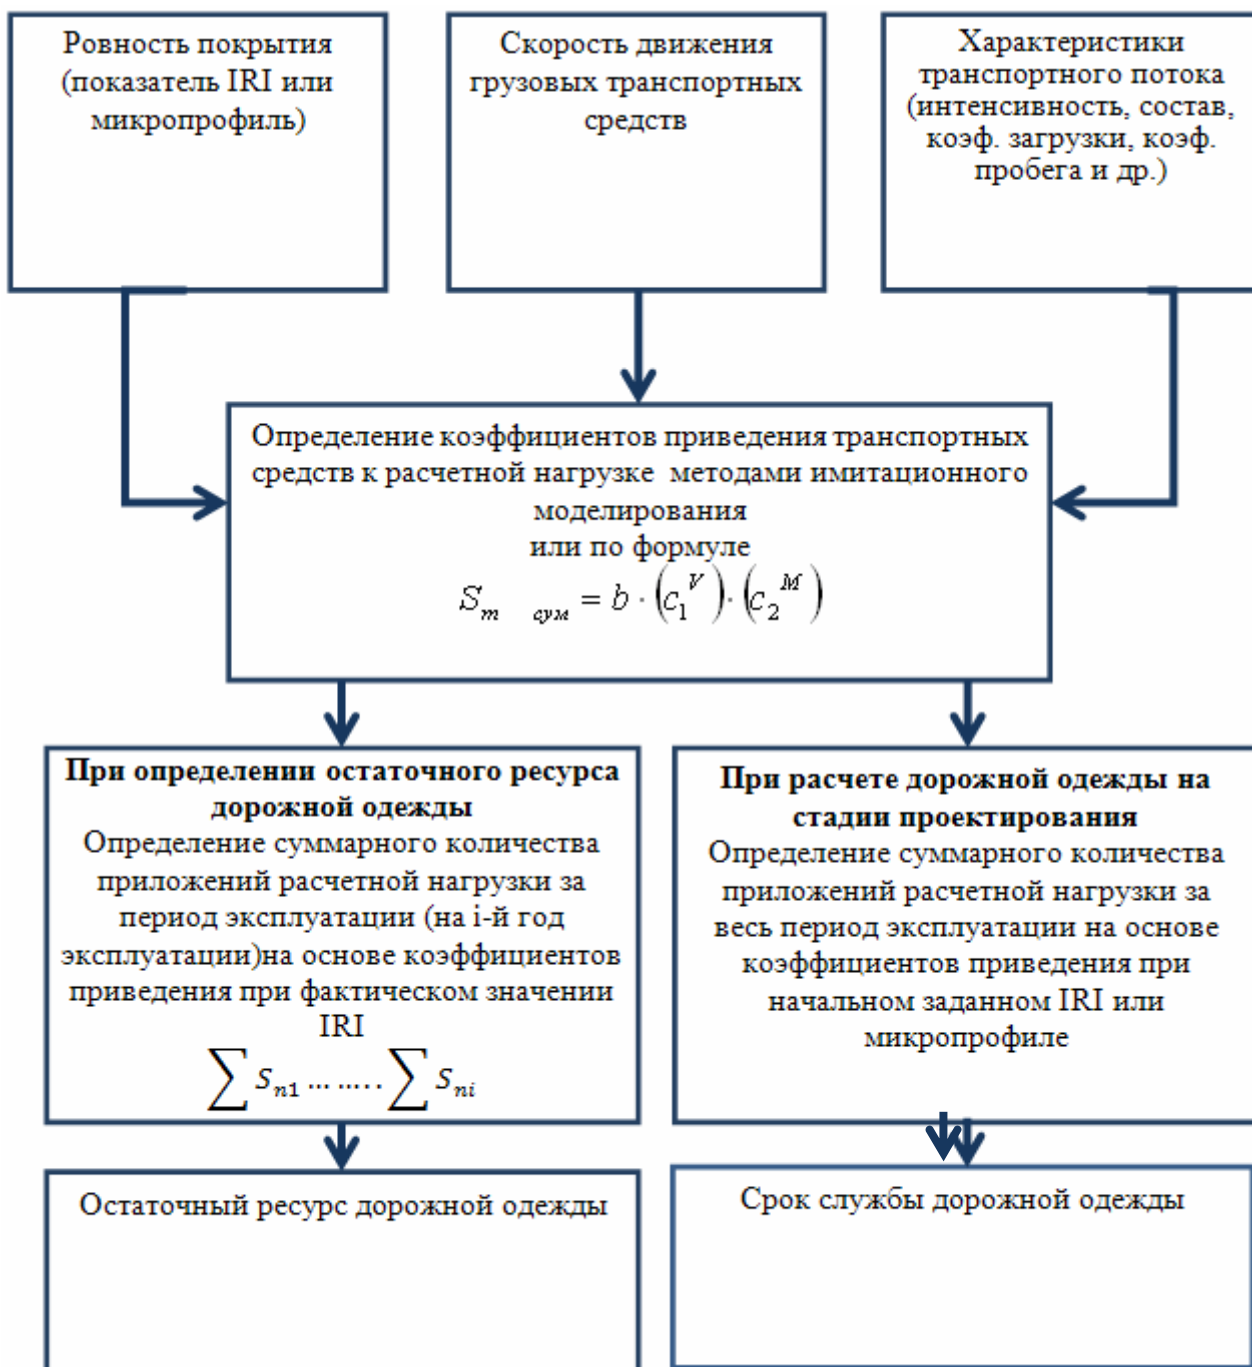 Ровность покрытия
(показатель IRI или
микропрофиль)
Скорость движения
грузовых транспортных
средств
Характеристики
транспортного потока
(интенсивность, состав,
коэф. загрузки, коэф.
пробега и др.)
Определение коэффициентов приведения транспортных
средств к расчетной нагрузке методами имитационного
моделирования
или по формуле
S_m сум = b · (c_1^V) · (c_2^M)
При определении остаточного ресурса
дорожной одежды
Определение суммарного количества
приложений расчетной нагрузки за
период эксплуатации (на i-й год
эксплуатации)на основе коэффициентов
приведения при фактическом значении
IRI
∑ S_n1 … … . . ∑ S_ni
При расчете дорожной одежды на
стадии проектирования
Определение суммарного количества
приложений расчетной нагрузки за
весь период эксплуатации на основе
коэффициентов приведения при
начальном заданном IRI или
микропрофиле
Остаточный ресурс дорожной одежды
Срок службы дорожной одежды